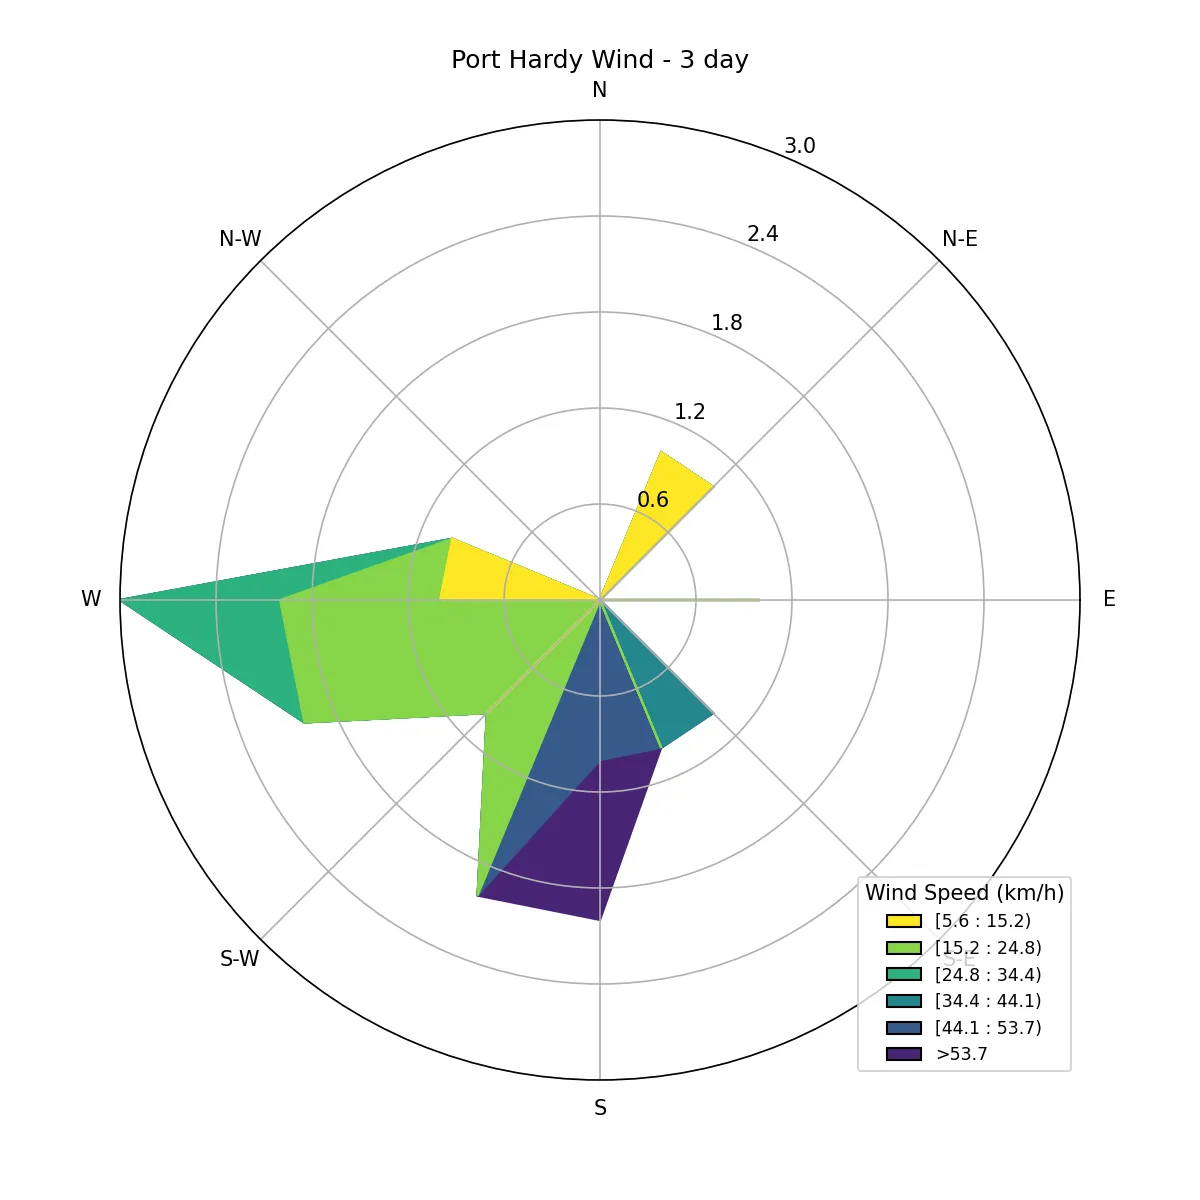 Port Hardy Wind - 3 day
N
3.0
N-W
2.4
N-E
1.8
1.2
0.6
W
E
S-W
S-E
S
Wind Speed (km/h)
[5.6 : 15.2)
[15.2 : 24.8)
[24.8 : 34.4)
[34.4 : 44.1)
[44.1 : 53.7)
>53.7